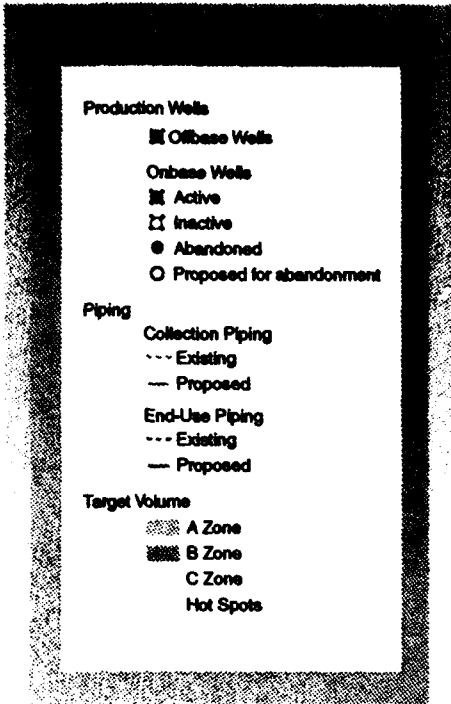 Production Wells
Offbase Wells
Onbase Wells
Active
Inactive
Abandoned
Proposed for abandonment
Piping
Collection Piping
Existing
Proposed
End-Use Piping
Existing
Proposed
Target Volume
A Zone
B Zone
C Zone
Hot Spots